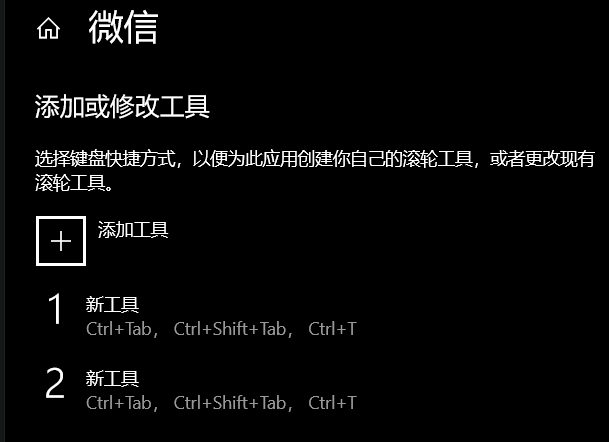 微信
添加或修改工具
选择键盘快捷方式，以便为此应用创建你自己的滚轮工具，或者更改现有
滚轮工具。
添加工具
1 新工具
Ctrl+Tab， Ctrl+Shift+Tab， Ctrl+T
2 新工具
Ctrl+Tab， Ctrl+Shift+Tab， Ctrl+T